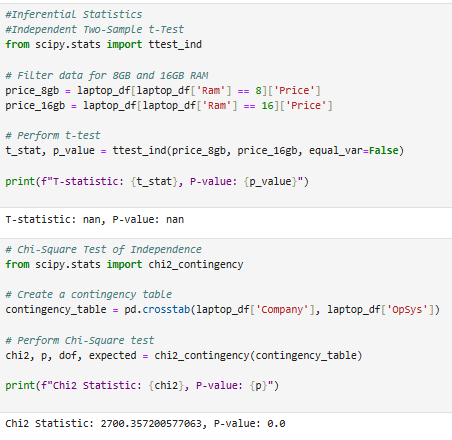 #Inferential Statistics
#Independent Two-Sample t-Test
from scipy.stats import ttest_ind
# Filter data for 8GB and 16GB RAM
price_8gb = laptop_df[laptop_df['Ram'] == 8]['Price']
price_16gb = laptop_df[laptop_df['Ram'] == 16]['Price']
# Perform t-test
t_stat, p_value = ttest_ind(price_8gb, price_16gb, equal_var=False)
print(f"T-statistic: {t_stat}, P-value: {p_value}")
T-statistic: nan, P-value: nan
# Chi-Square Test of Independence
from scipy.stats import chi2_contingency
# Create a contingency table
contingency_table = pd.crosstab(laptop_df['Company'], laptop_df['OpSys'])
# Perform Chi-Square test
chi2, p, dof, expected = chi2_contingency(contingency_table)
print(f"Chi2 Statistic: {chi2}, P-value: {p}")
Chi2 Statistic: 2700.357200577063, P-value: 0.0